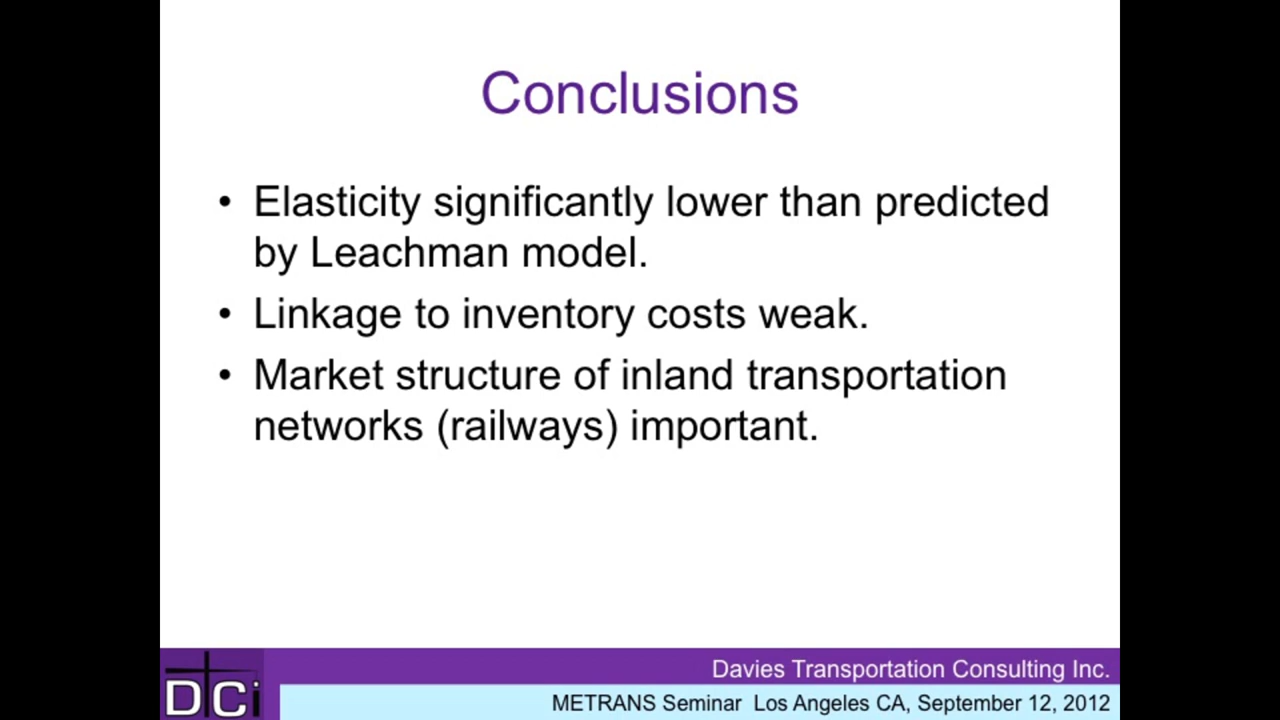 Conclusions
• Elasticity significantly lower than predicted
by Leachman model.
• Linkage to inventory costs weak.
• Market structure of inland transportation
networks (railways) important.
Davies Transportation Consulting Inc.
DCi
METRANS Seminar Los Angeles CA, September 12, 2012